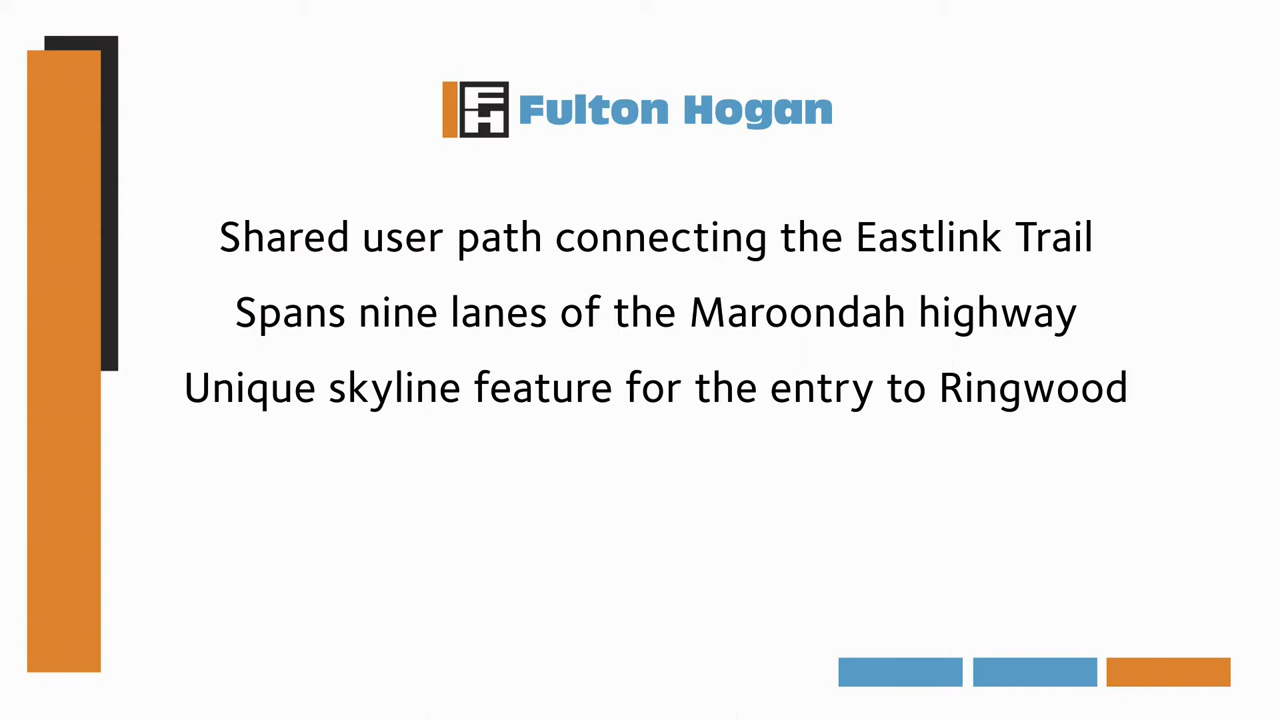 FH Fulton Hogan
Shared user path connecting the Eastlink Trail
Spans nine lanes of the Maroondah highway
Unique skyline feature for the entry to Ringwood